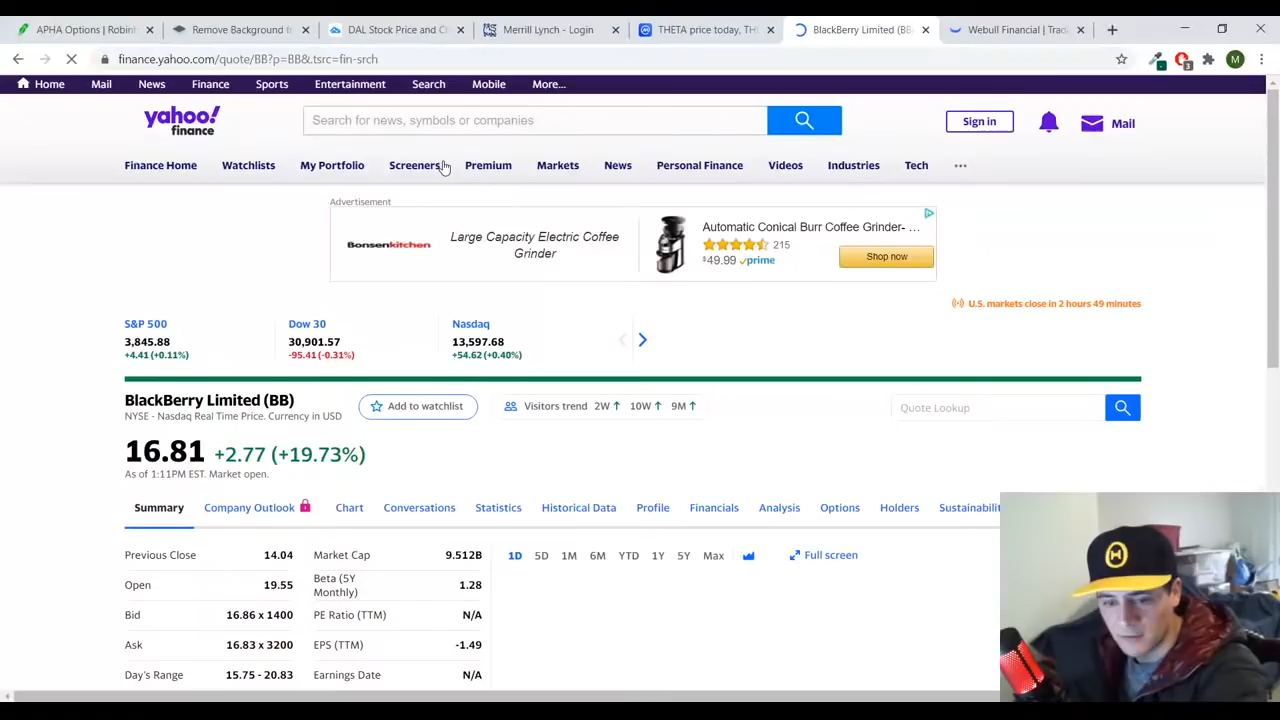 APHA Options | Robinh
Remove Background fr
DAL Stock Price and Ch
Merrill Lynch - Login
THETA price today, THE
BlackBerry Limited (BB)
Webull Financial | Trad
finance.yahoo.com/quote/BB?p=BB&.tsrc=fin-srch
3
M
Home Mail News Finance Sports Entertainment Search Mobile More...
yahoo!
finance
Search for news, symbols or companies
Sign in
Mail
Finance Home Watchlists My Portfolio Screeners Premium Markets News Personal Finance Videos Industries Tech
Advertisement
Bonsenkitchen
Large Capacity Electric Coffee
Grinder
Automatic Conical Burr Coffee Grinder- ...
215
$49.99 prime
Shop now
U.S. markets close in 2 hours 49 minutes
S&P 500
3,845.88
+4.41 (+0.11%)
Dow 30
30,901.57
-95.41 (-0.31%)
Nasdaq
13,597.68
+54.62 (+0.40%)
BlackBerry Limited (BB)
NYSE - Nasdaq Real Time Price. Currency in USD
Add to watchlist
Visitors trend 2W 10W 9M
Quote Lookup
16.81 +2.77 (+19.73%)
As of 1:11PM EST. Market open.
Summary Company Outlook Chart Conversations Statistics Historical Data Profile Financials Analysis Options Holders Sustainabilit
Previous Close 14.04
Open 19.55
Bid 16.86 x 1400
Ask 16.83 x 3200
Day's Range 15.75 - 20.83
Market Cap 9.512B
Beta (5Y
Monthly) 1.28
PE Ratio (TTM) N/A
EPS (TTM) -1.49
Earnings Date N/A
1D 5D 1M 6M YTD 1Y 5Y Max
Full screen